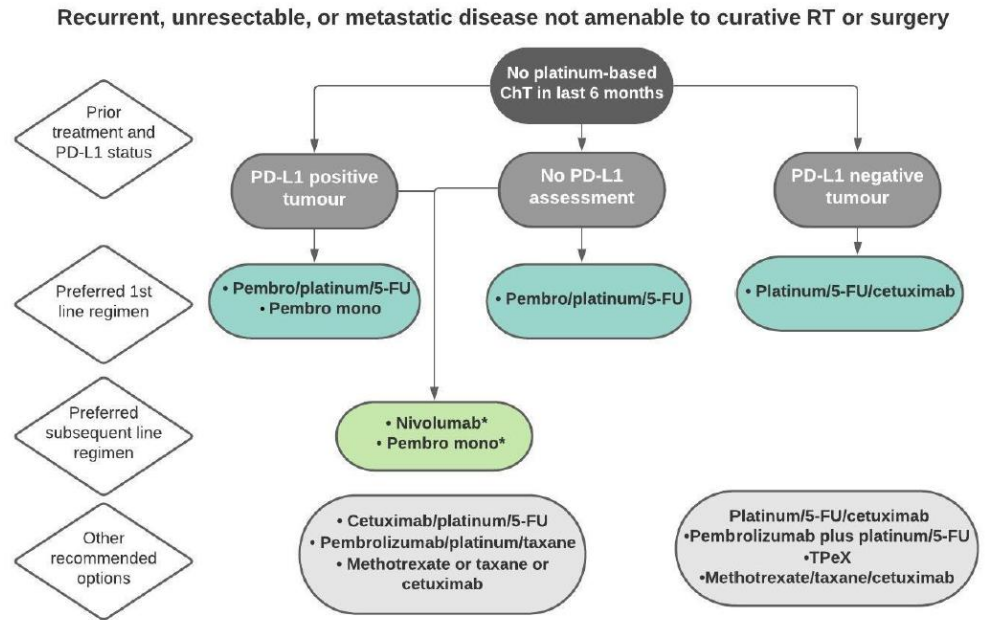 Recurrent, unresectable, or metastatic disease not amenable to curative RT or surgery
No platinum-based
ChT in last 6 months
Prior
treatment and
PD-L1 status
PD-L1 positive
tumour
No PD-L1
assessment
PD-L1 negative
tumour
Preferred 1st
line regimen
• Pembro/platinum/5-FU
• Pembro mono
• Pembro/platinum/5-FU
• Platinum/5-FU/cetuximab
Preferred
subsequent line
regimen
• Nivolumab*
• Pembro mono*
Other
recommended
options
• Cetuximab/platinum/5-FU
• Pembrolizumab/platinum/taxane
• Methotrexate or taxane or
cetuximab
Platinum/5-FU/cetuximab
•Pembrolizumab plus platinum/5-FU
•TPeX
•Methotrexate/taxane/cetuximab